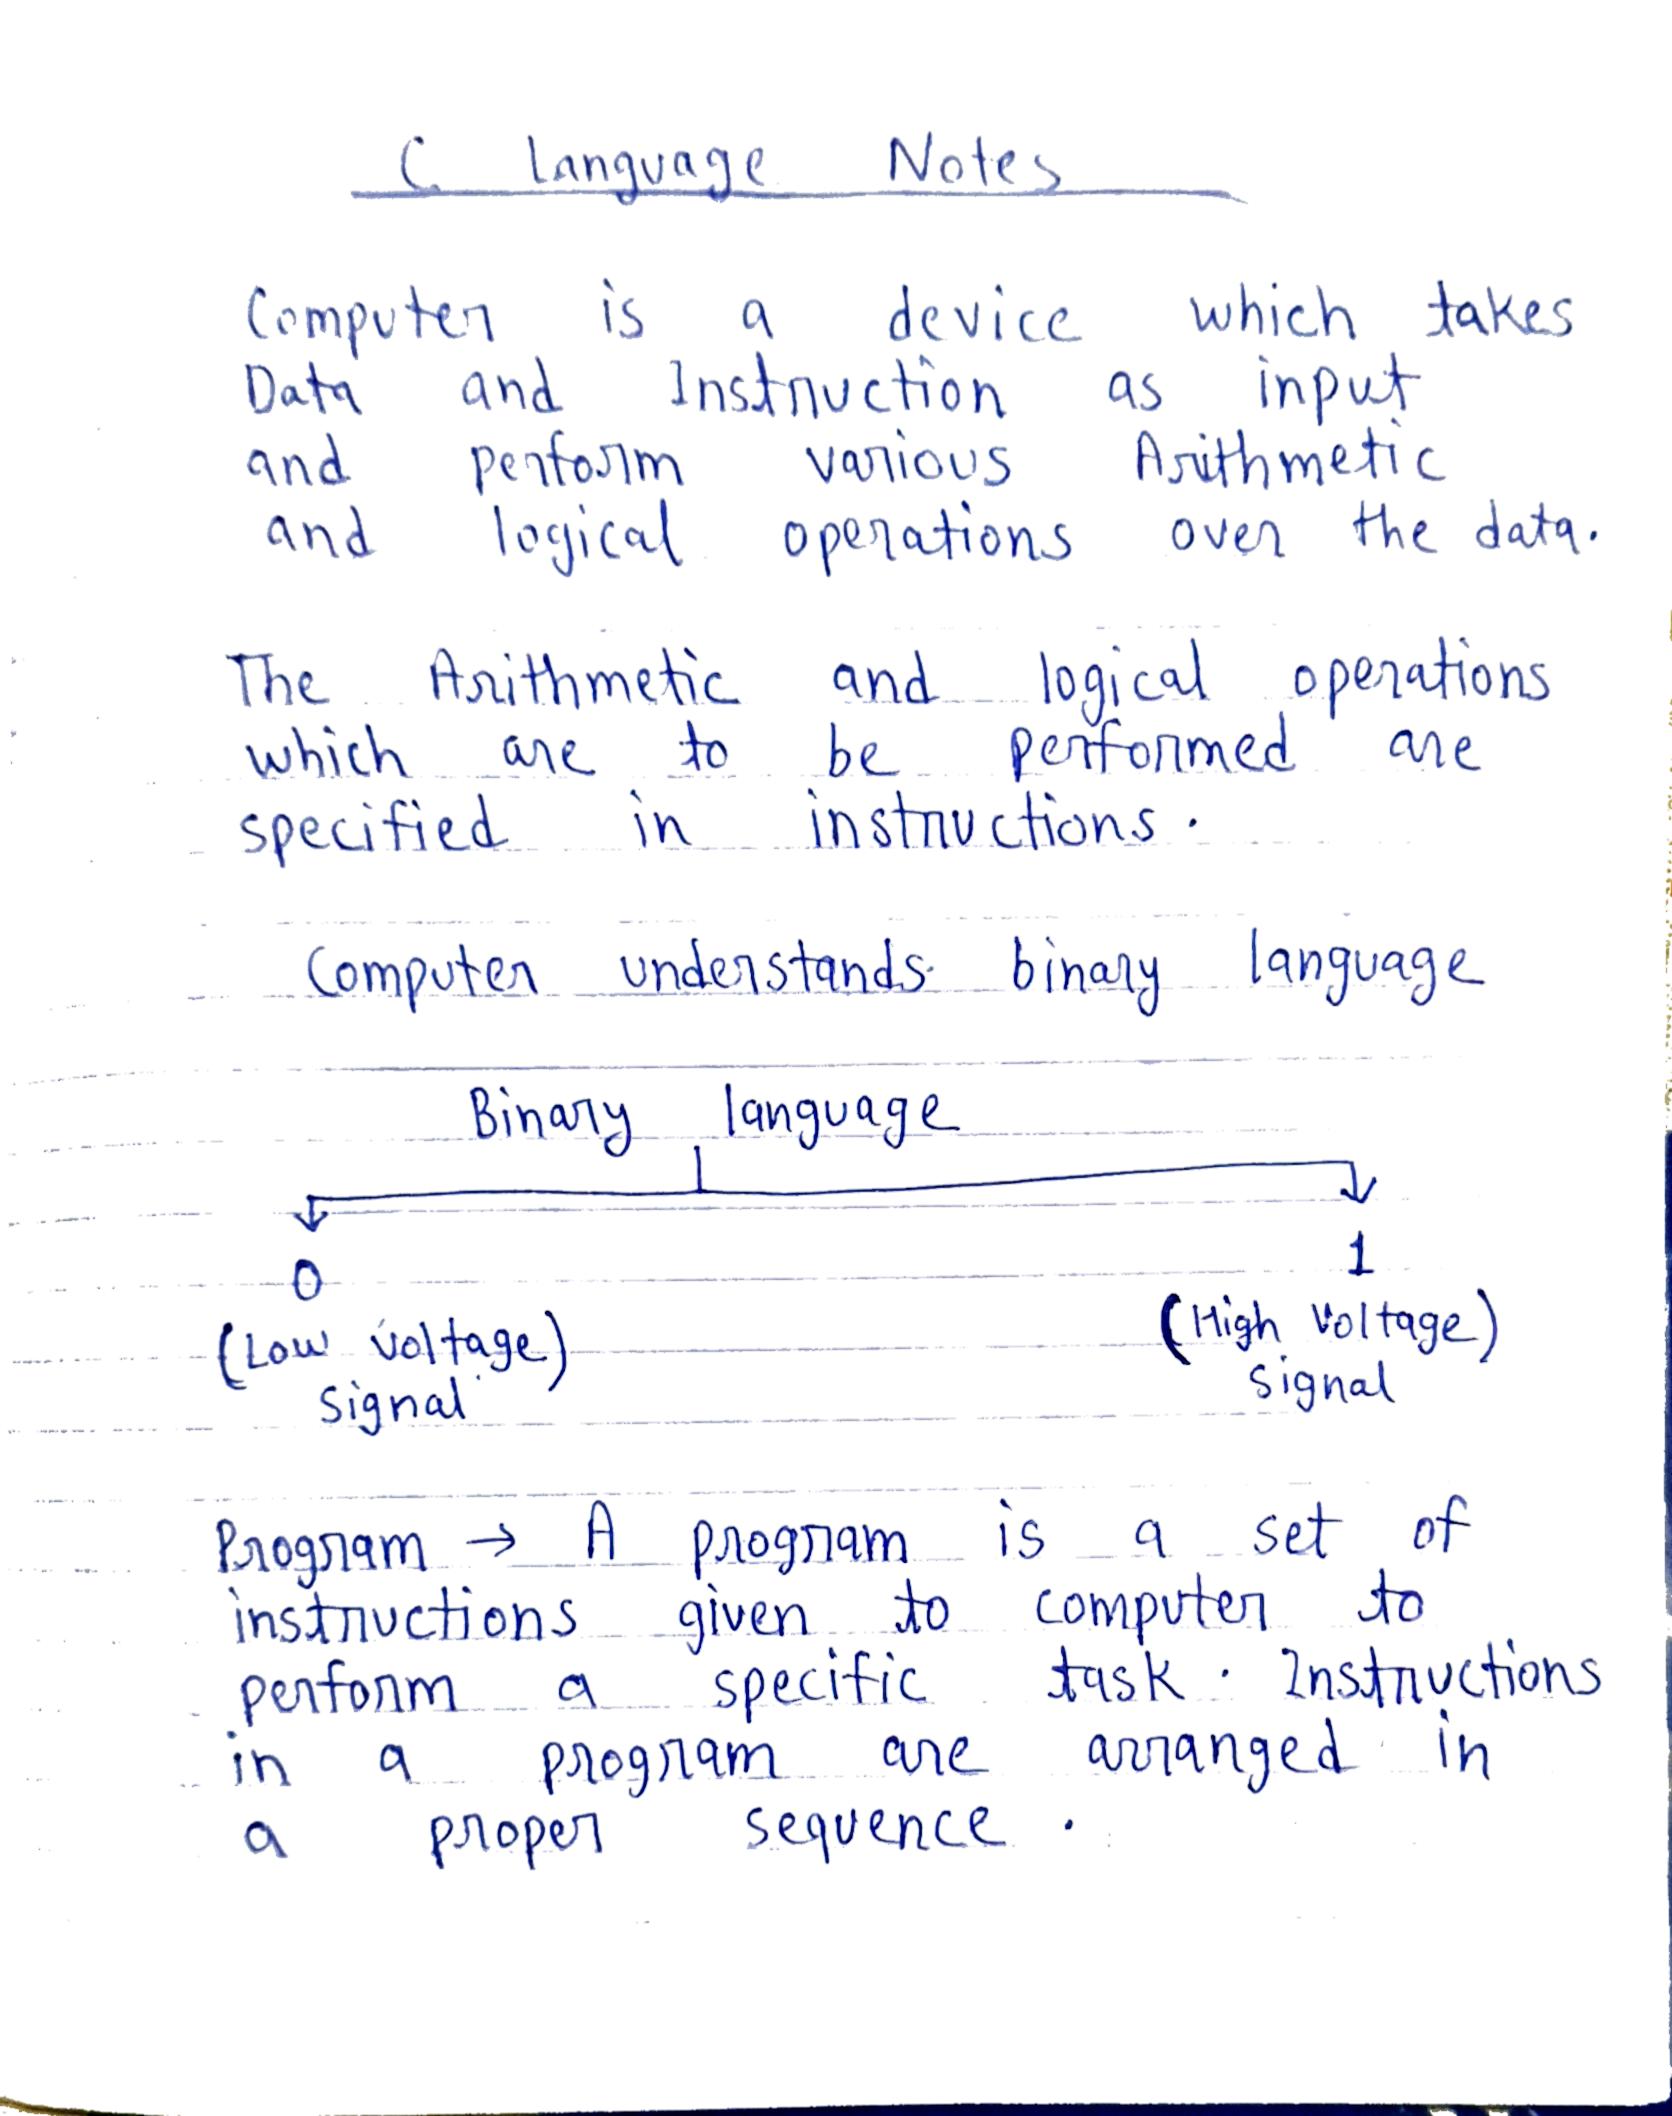 C Language Notes
Computer is a device which takes
Data and Instruction as input
and perform various Arithmetic
and logical operations over the data.
The Arithmetic and logical operations
which are to be performed are
specified in instructions.
Computer understands binary language
Binary language
0 1
(Low voltage) (High Voltage)
signal signal
Program → A program is a set of
instructions given to computer to
perform a specific task. Instructions
in a program are arranged in
a proper sequence.